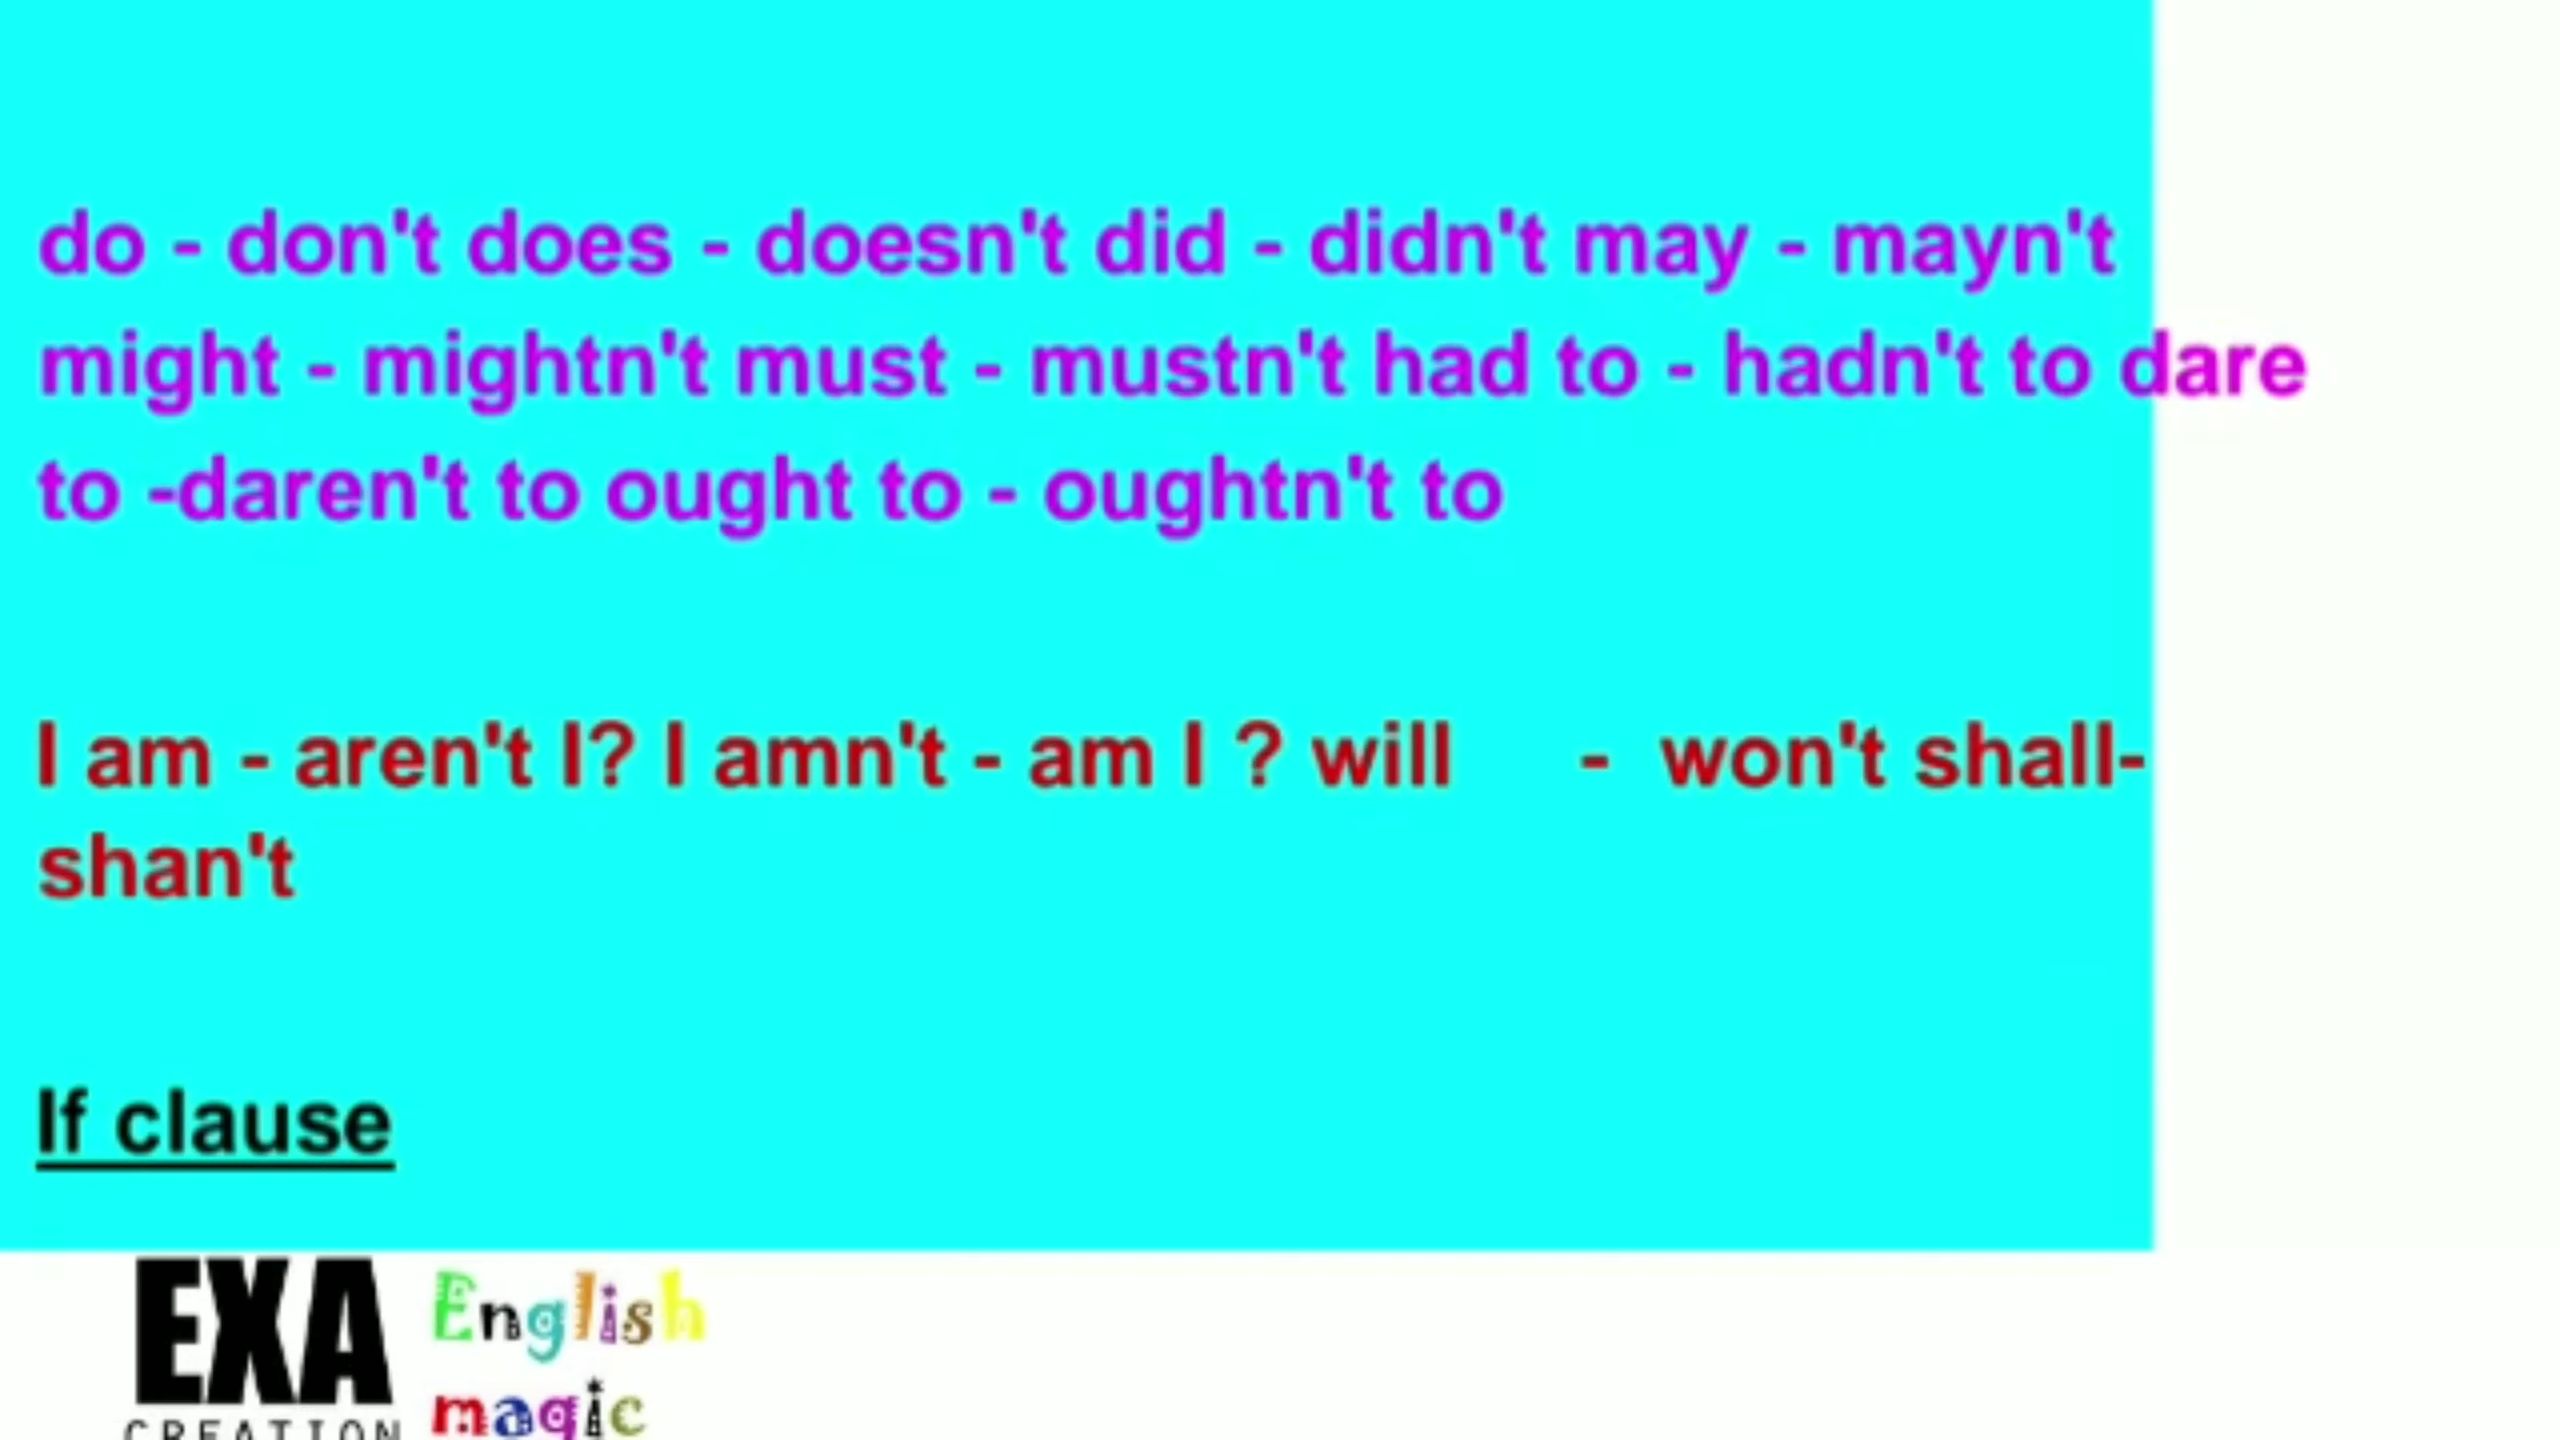 do - don't does - doesn't did - didn't may - mayn't
might - mightn't must - mustn't had to - hadn't to dare
to -daren't to ought to - oughtn't to
I am - aren't I? I amn't - am I ? will - won't shall-
shan't
If clause
EXA
CREATION
English
magic